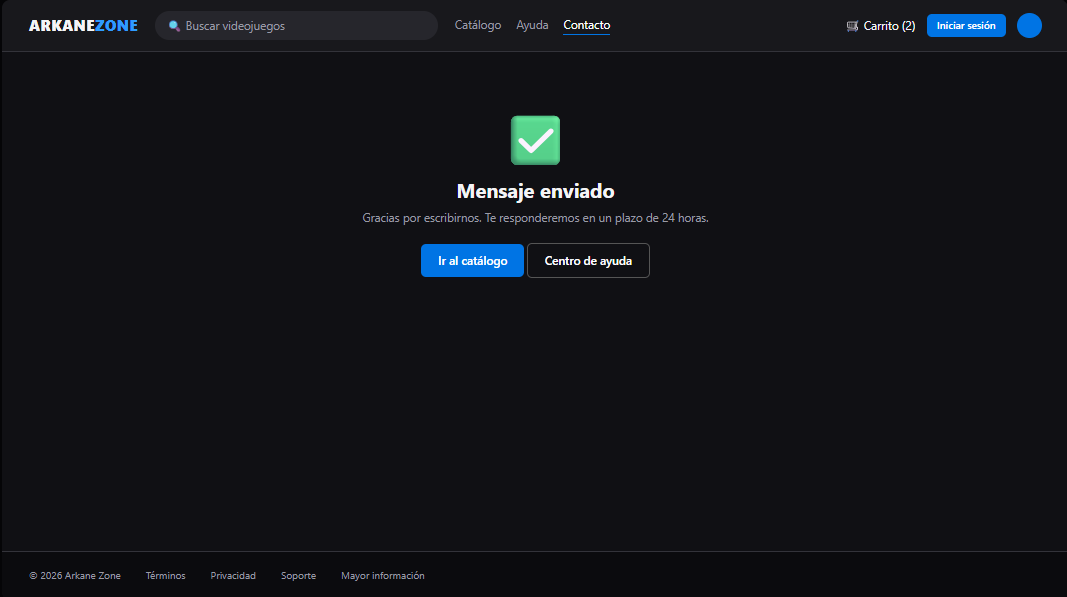 ARKANEZONE
Buscar videojuegos
Catálogo
Ayuda
Contacto
Carrito (2)
Iniciar sesión
Mensaje enviado
Gracias por escribirnos. Te responderemos en un plazo de 24 horas.
Ir al catálogo
Centro de ayuda
© 2026 Arkane Zone
Términos
Privacidad
Soporte
Mayor información